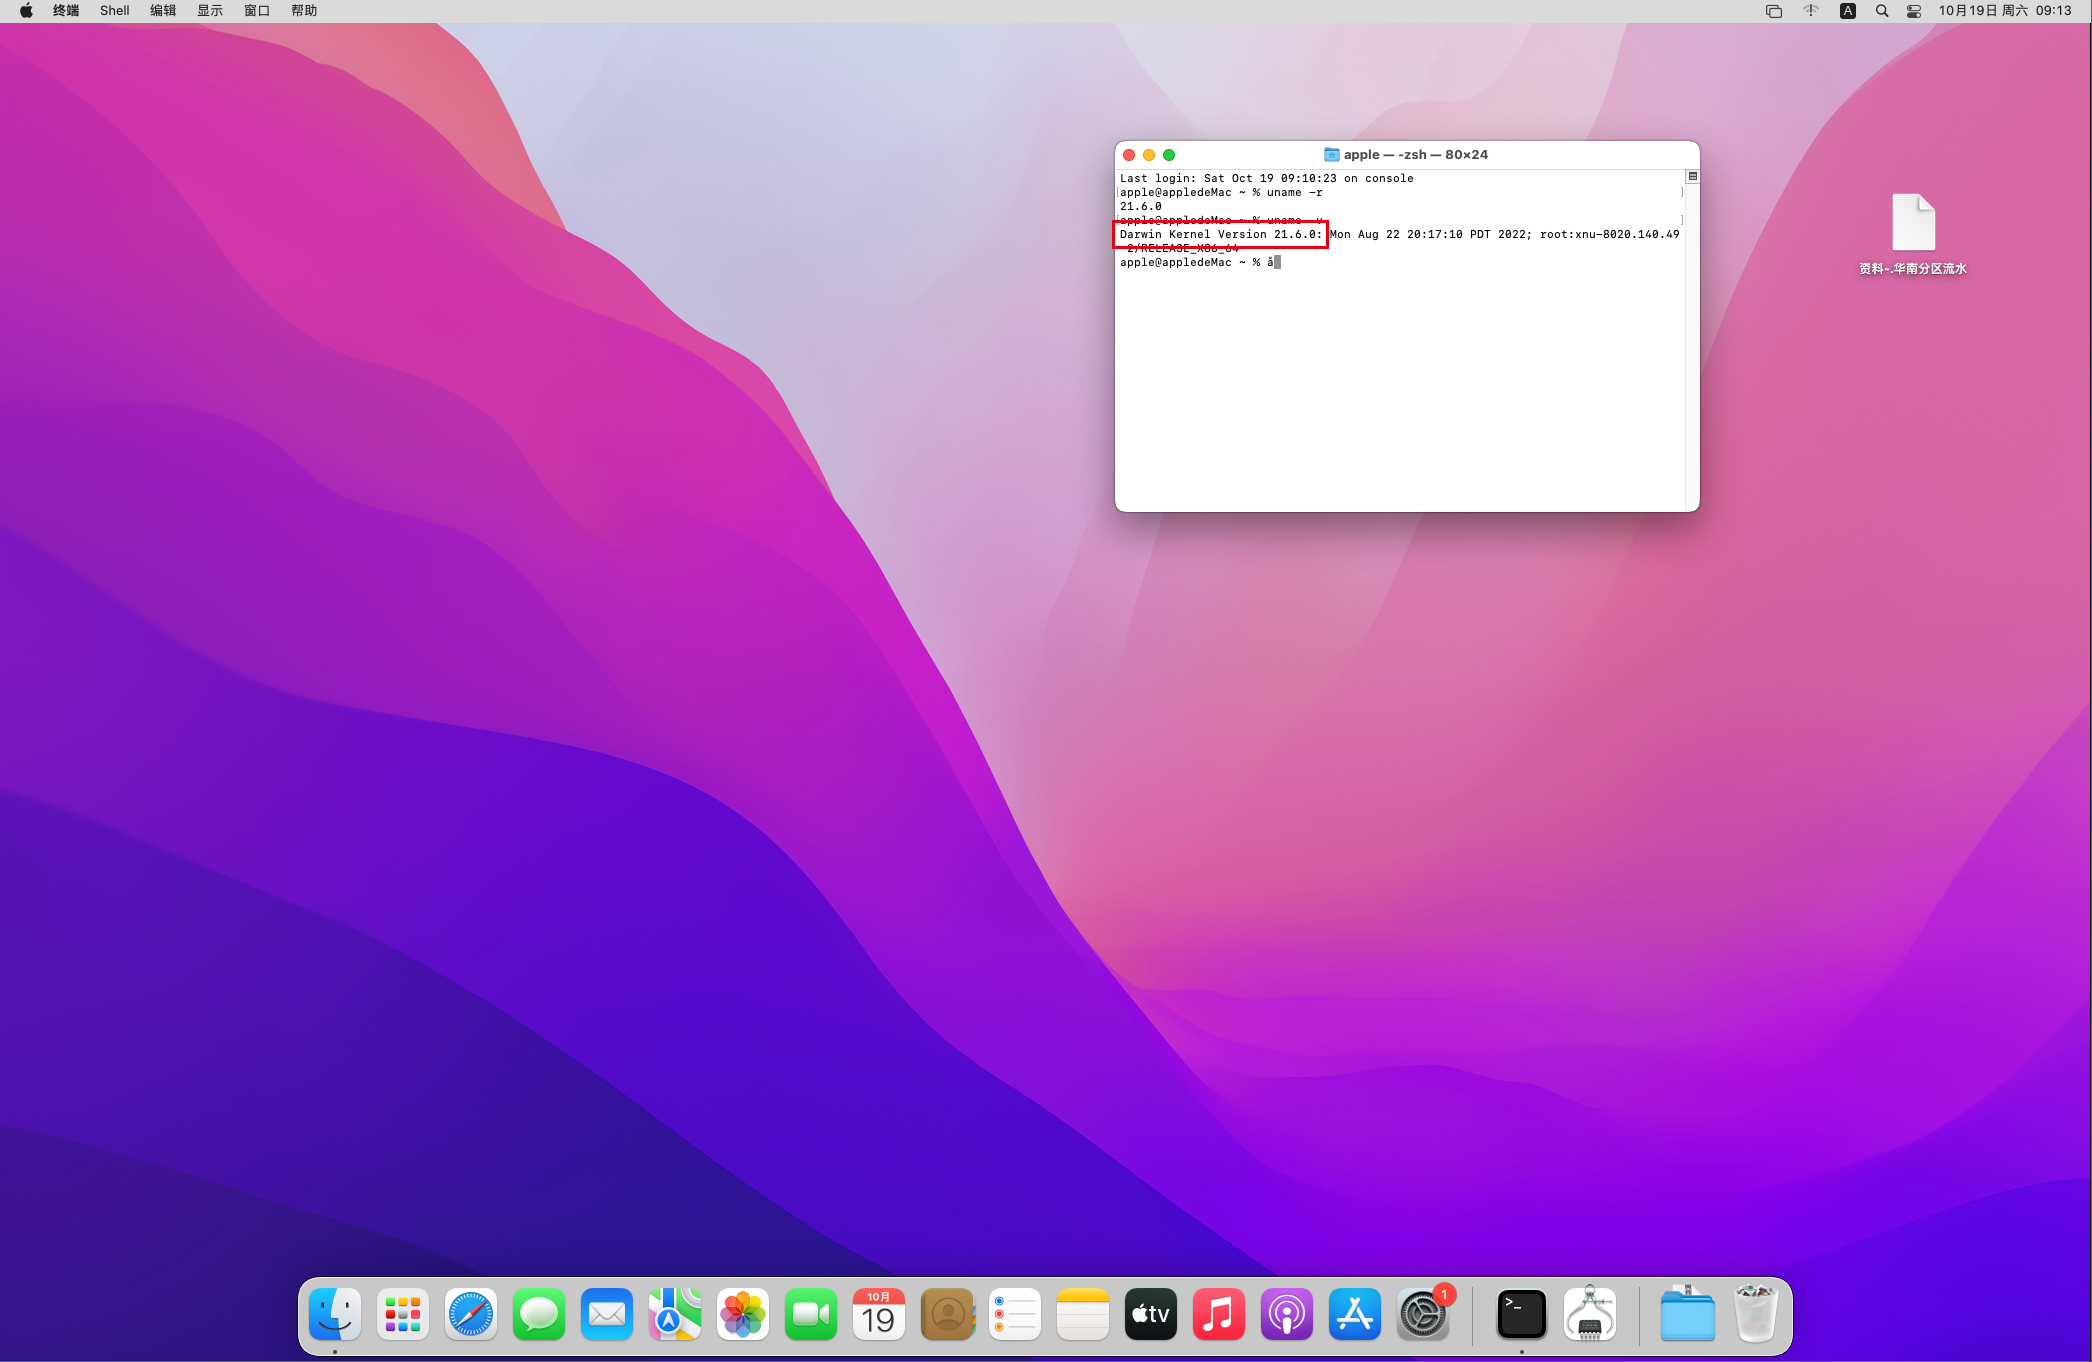 终端 Shell 编辑 显示 窗口 帮助
A 10月19日 周六 09:13
apple — -zsh — 80×24
Last login: Sat Oct 19 09:10:23 on console
[apple@appledeMac ~ % uname -r ]
21.6.0
[apple@appledeMac ~ % uname -v ]
Darwin Kernel Version 21.6.0: Mon Aug 22 20:17:10 PDT 2022; root:xnu-8020.140.49
~2/RELEASE_X86_64
apple@appledeMac ~ % å
资料-.华南分区流水
10月
19
tv
1
>_